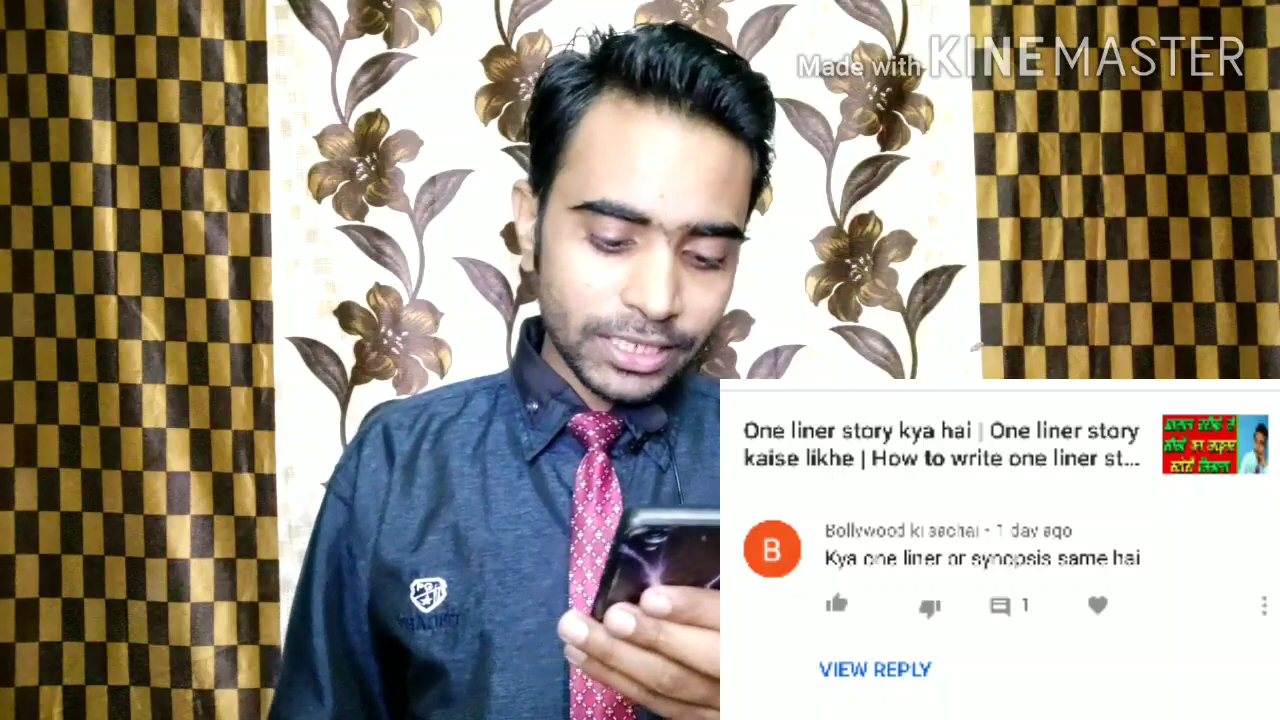 Made with KINEMASTER
One liner story kya hai | One liner story
kaise likhe | How to write one liner st...
B
Bollywood ki sachai • 1 day ago
Kya one liner or synopsis same hai
1
VIEW REPLY